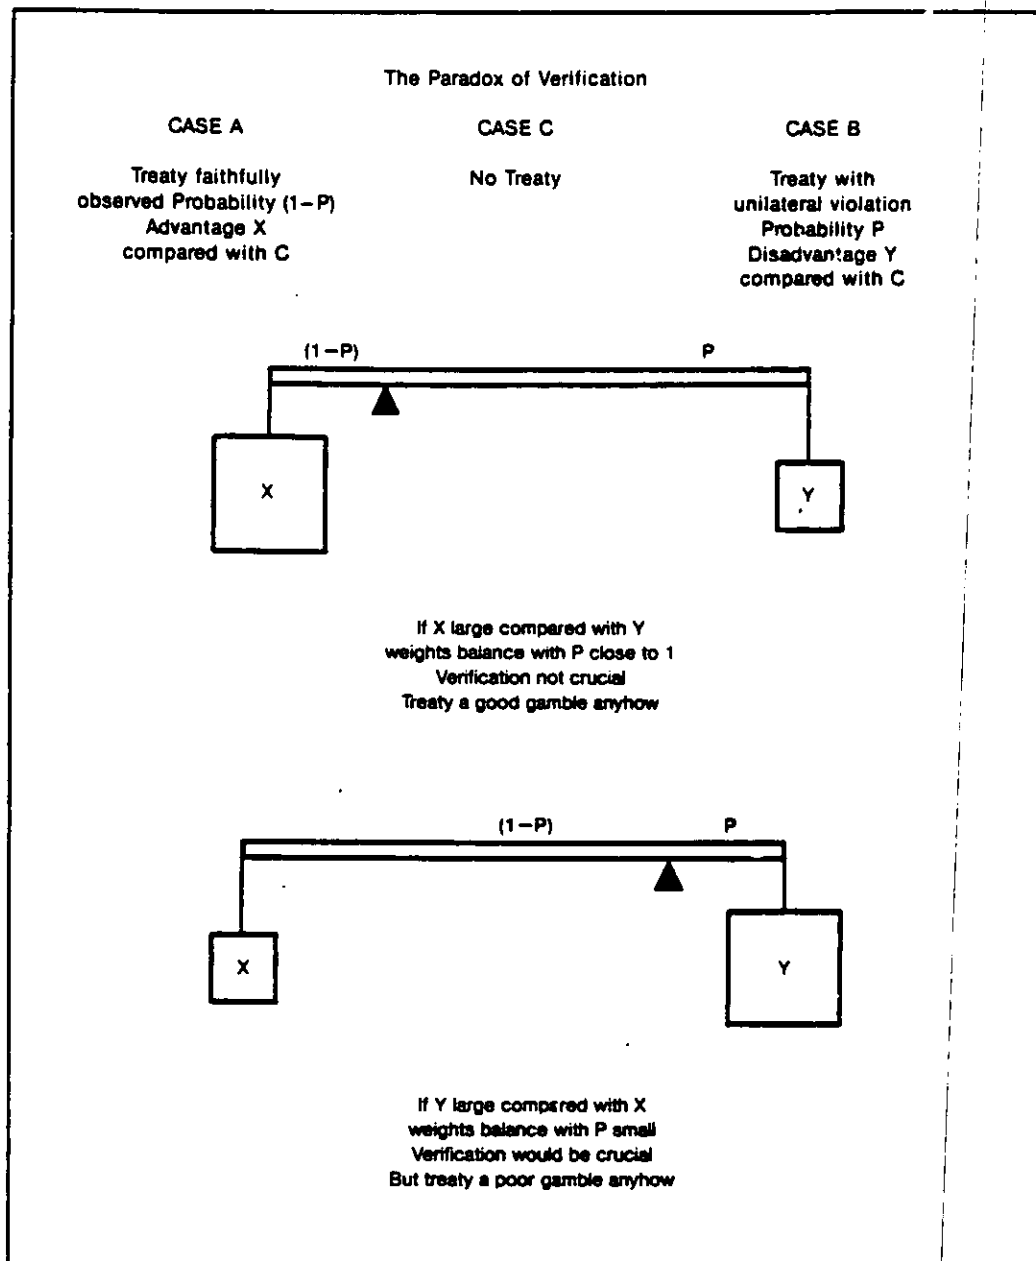 The Paradox of Verification
CASE A
Treaty faithfully
observed Probability (1-P)
Advantage X
compared with C
CASE C
No Treaty
CASE B
Treaty with
unilateral violation
Probability P
Disadvantage Y
compared with C
(1-P)
P
X
Y
If X large compared with Y
weights balance with P close to 1
Verification not crucial
Treaty a good gamble anyhow
(1-P)
P
X
Y
If Y large compared with X
weights balance with P small
Verification would be crucial
But treaty a poor gamble anyhow